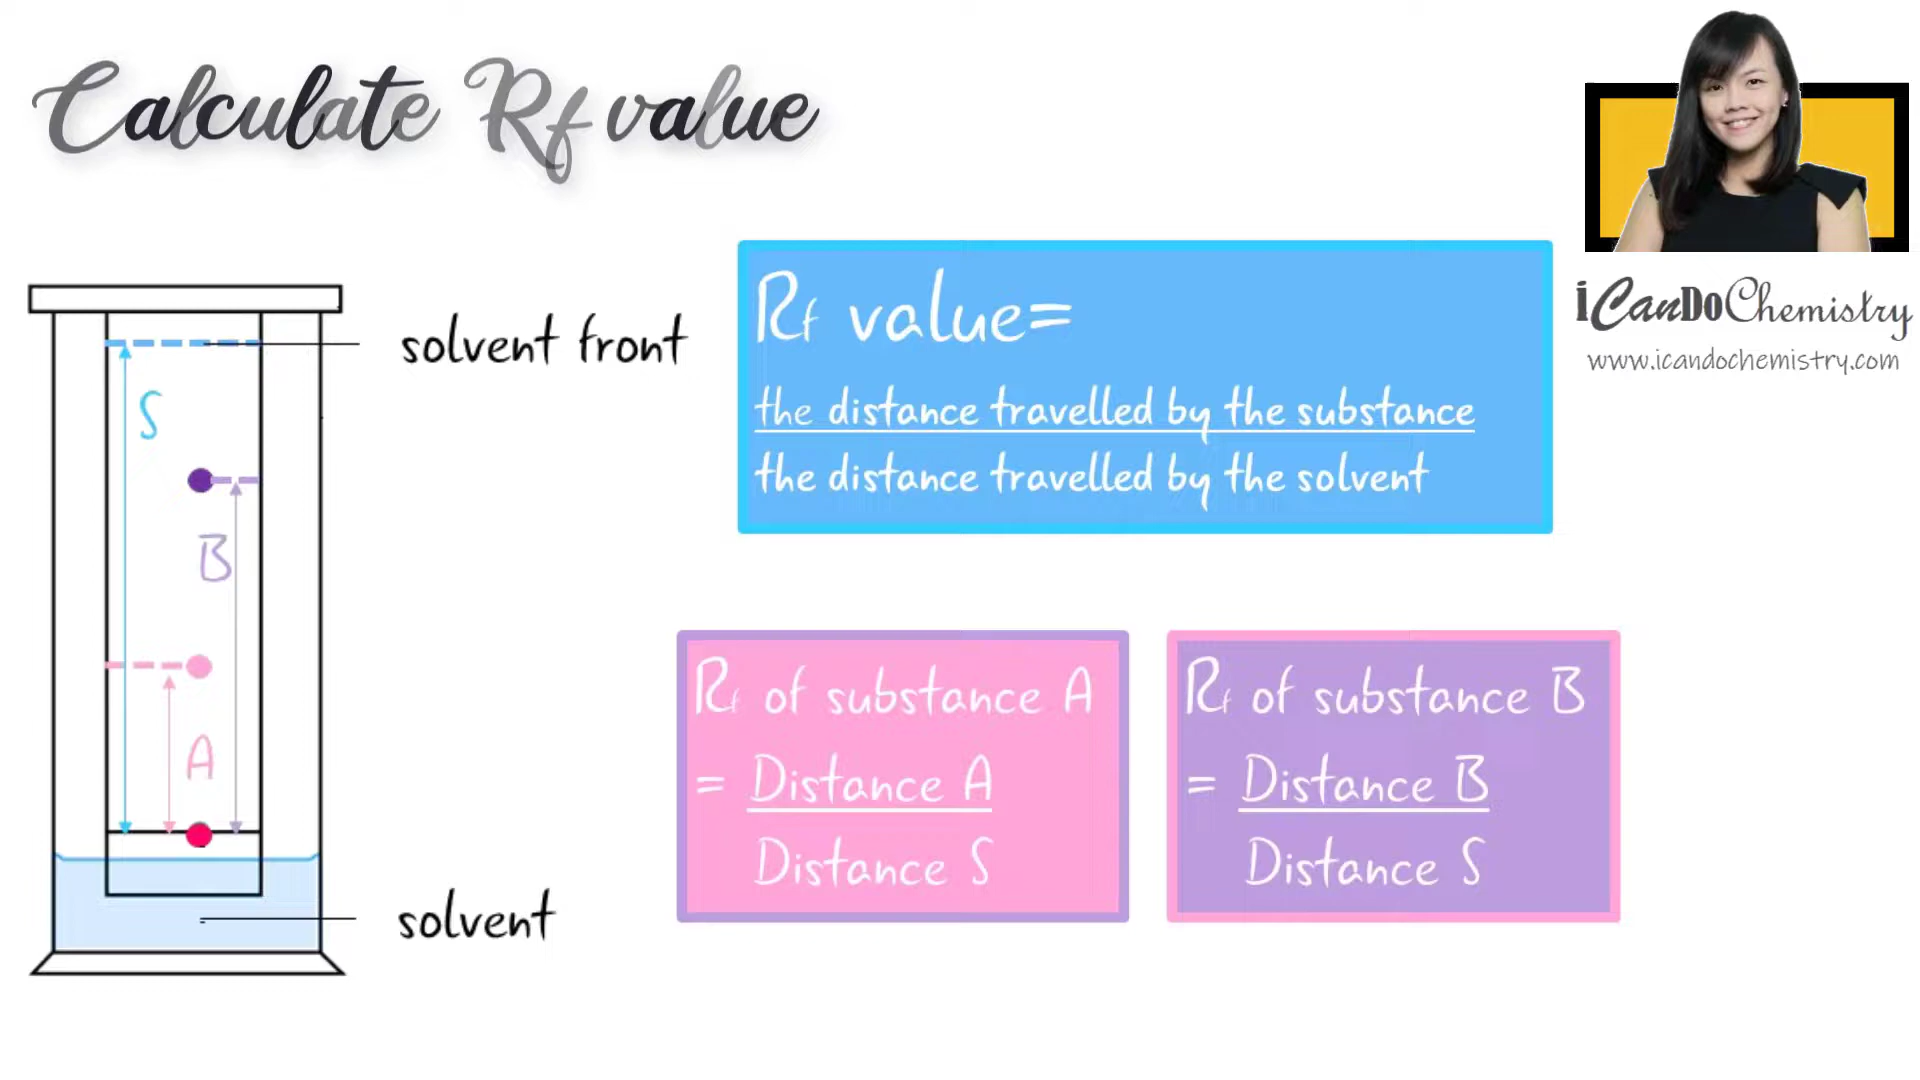 Calculate Rf value
iCanDoChemistry
www.icandochemistry.com
solvent front
S
B
A
solvent
Rf value=
the distance travelled by the substance
the distance travelled by the solvent
Rf of substance A
= Distance A
Distance S
Rf of substance B
= Distance B
Distance S